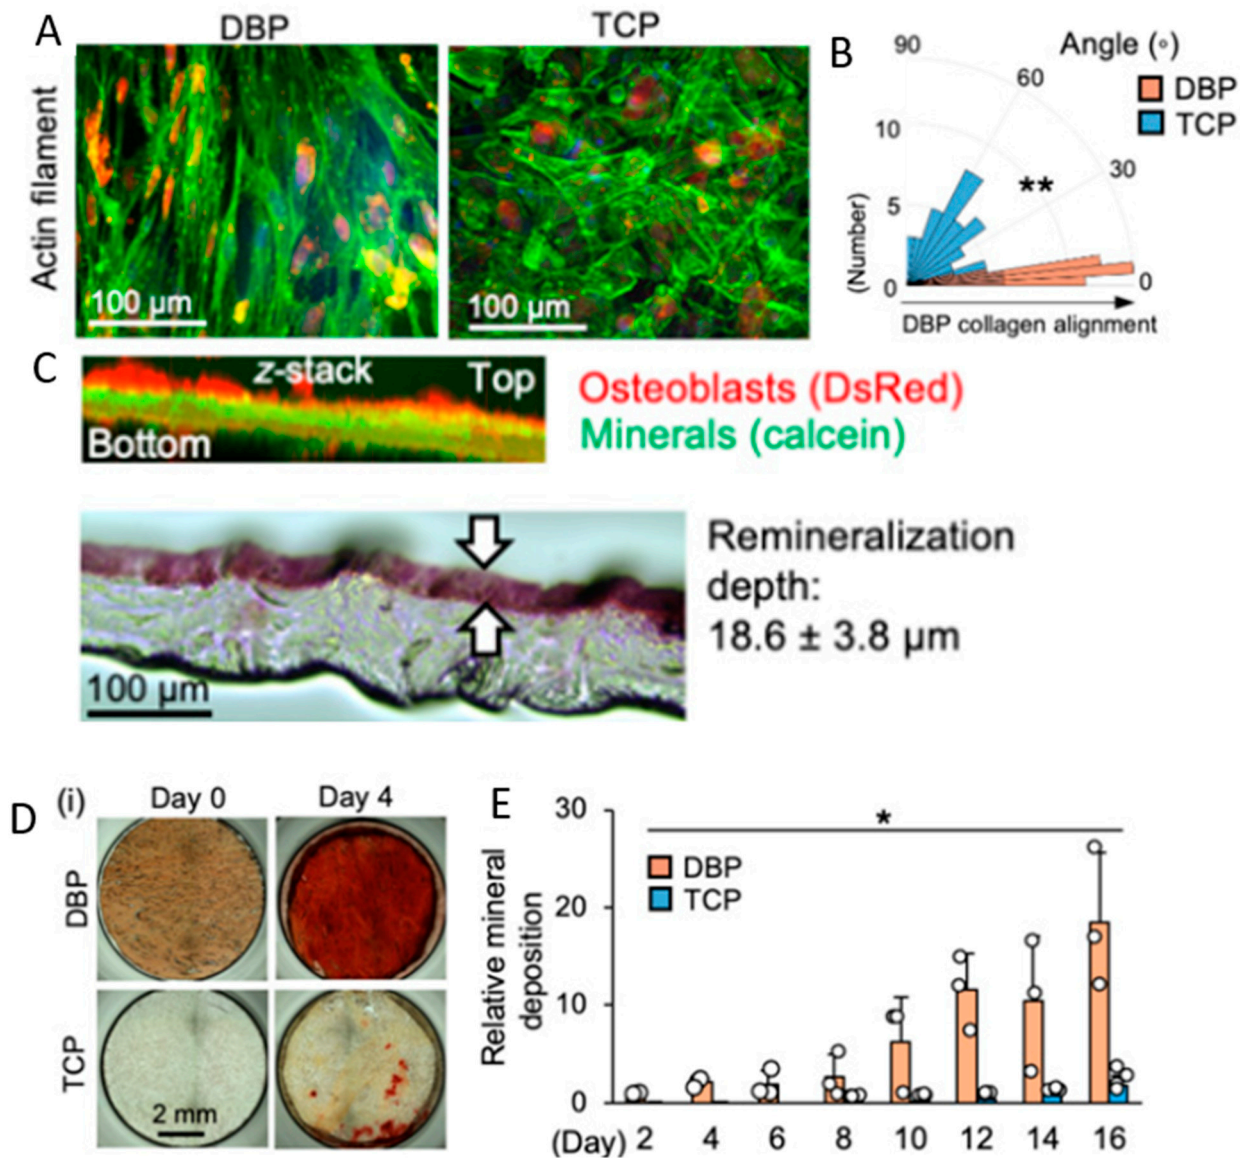 A
DBP
TCP
Actin filament
100 µm
100 µm
B
Angle (◦)
DBP
TCP
90
60
30
0
10
5
0
(Number)
**
DBP collagen alignment
C
z-stack
Top
Bottom
Osteoblasts (DsRed)
Minerals (calcein)
100 µm
Remineralization
depth:
18.6 ± 3.8 µm
D
(i)
Day 0
Day 4
DBP
TCP
2 mm
E
Relative mineral
deposition
30
20
10
0
*
DBP
TCP
(Day) 2 4 6 8 10 12 14 16